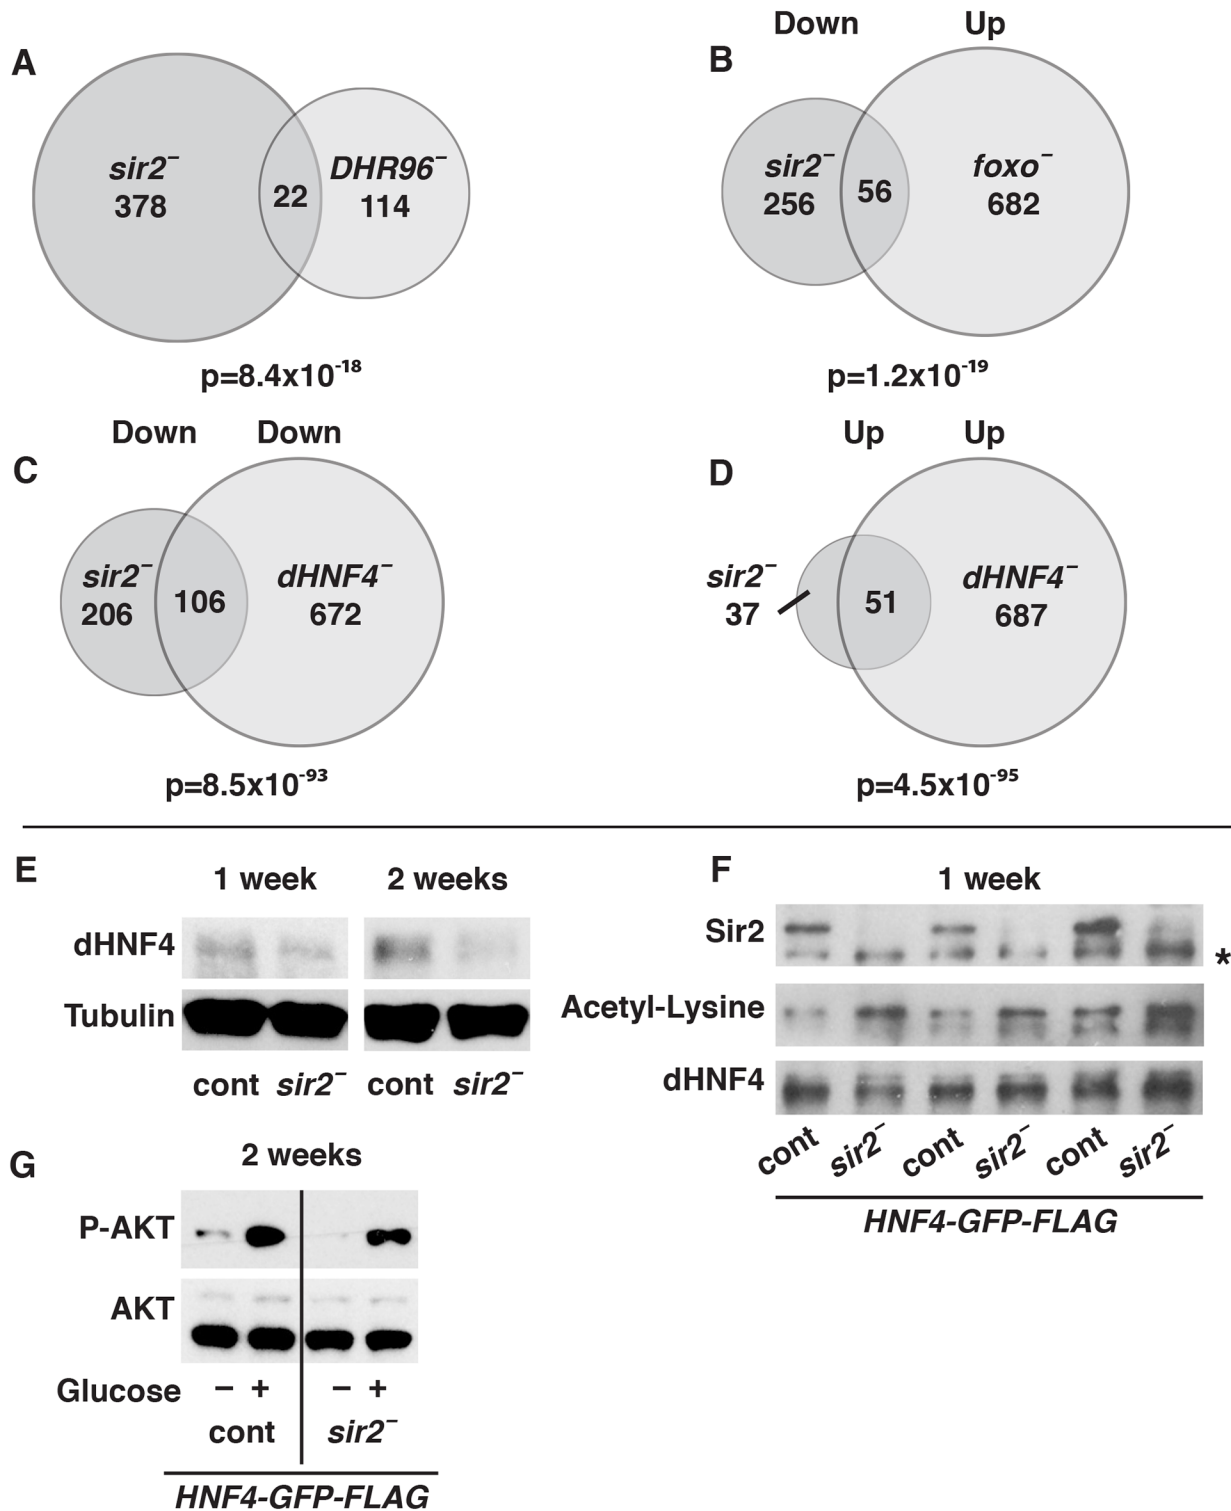 A
sir2⁻
378
22
DHR96⁻
114
p=8.4x10⁻¹⁸
B
Down Up
sir2⁻
256
56
foxo⁻
682
p=1.2x10⁻¹⁹
C
Down Down
sir2⁻
206
106
dHNF4⁻
672
p=8.5x10⁻⁹³
D
Up Up
sir2⁻
37
51
dHNF4⁻
687
p=4.5x10⁻⁹⁵
E
1 week 2 weeks
dHNF4
Tubulin
cont sir2⁻ cont sir2⁻
F
1 week
Sir2
*
Acetyl-Lysine
dHNF4
cont sir2⁻ cont sir2⁻ cont sir2⁻
HNF4-GFP-FLAG
G
2 weeks
P-AKT
AKT
Glucose − + − +
cont sir2⁻
HNF4-GFP-FLAG